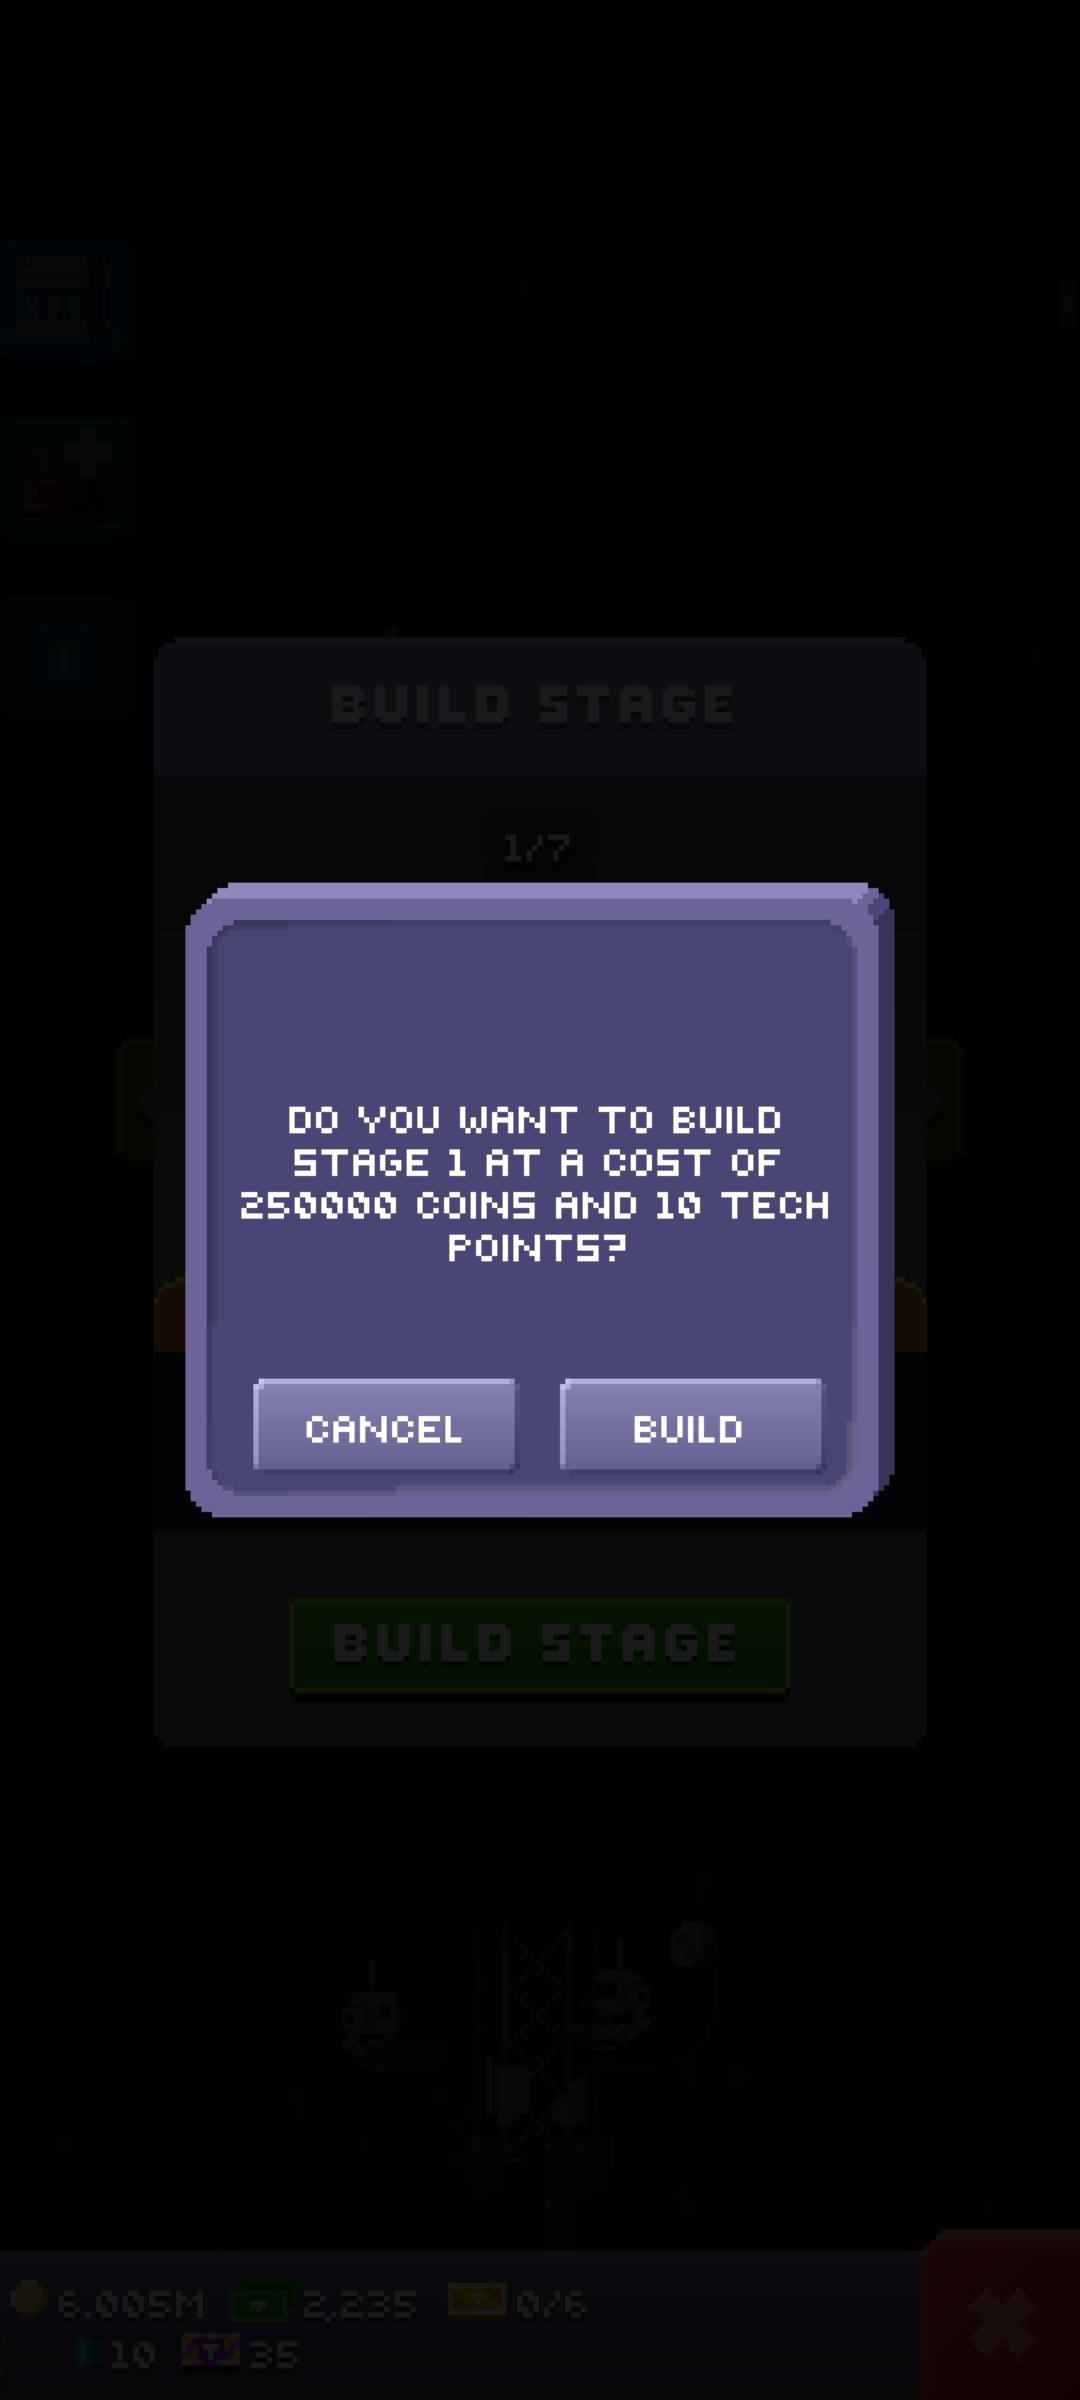 BUILD STAGE
1/7
DO YOU WANT TO BUILD
STAGE 1 AT A COST OF
250000 COINS AND 10 TECH
POINTS?
CANCEL BUILD
BUILD STAGE
6.005M 2,235 0/6
10 35